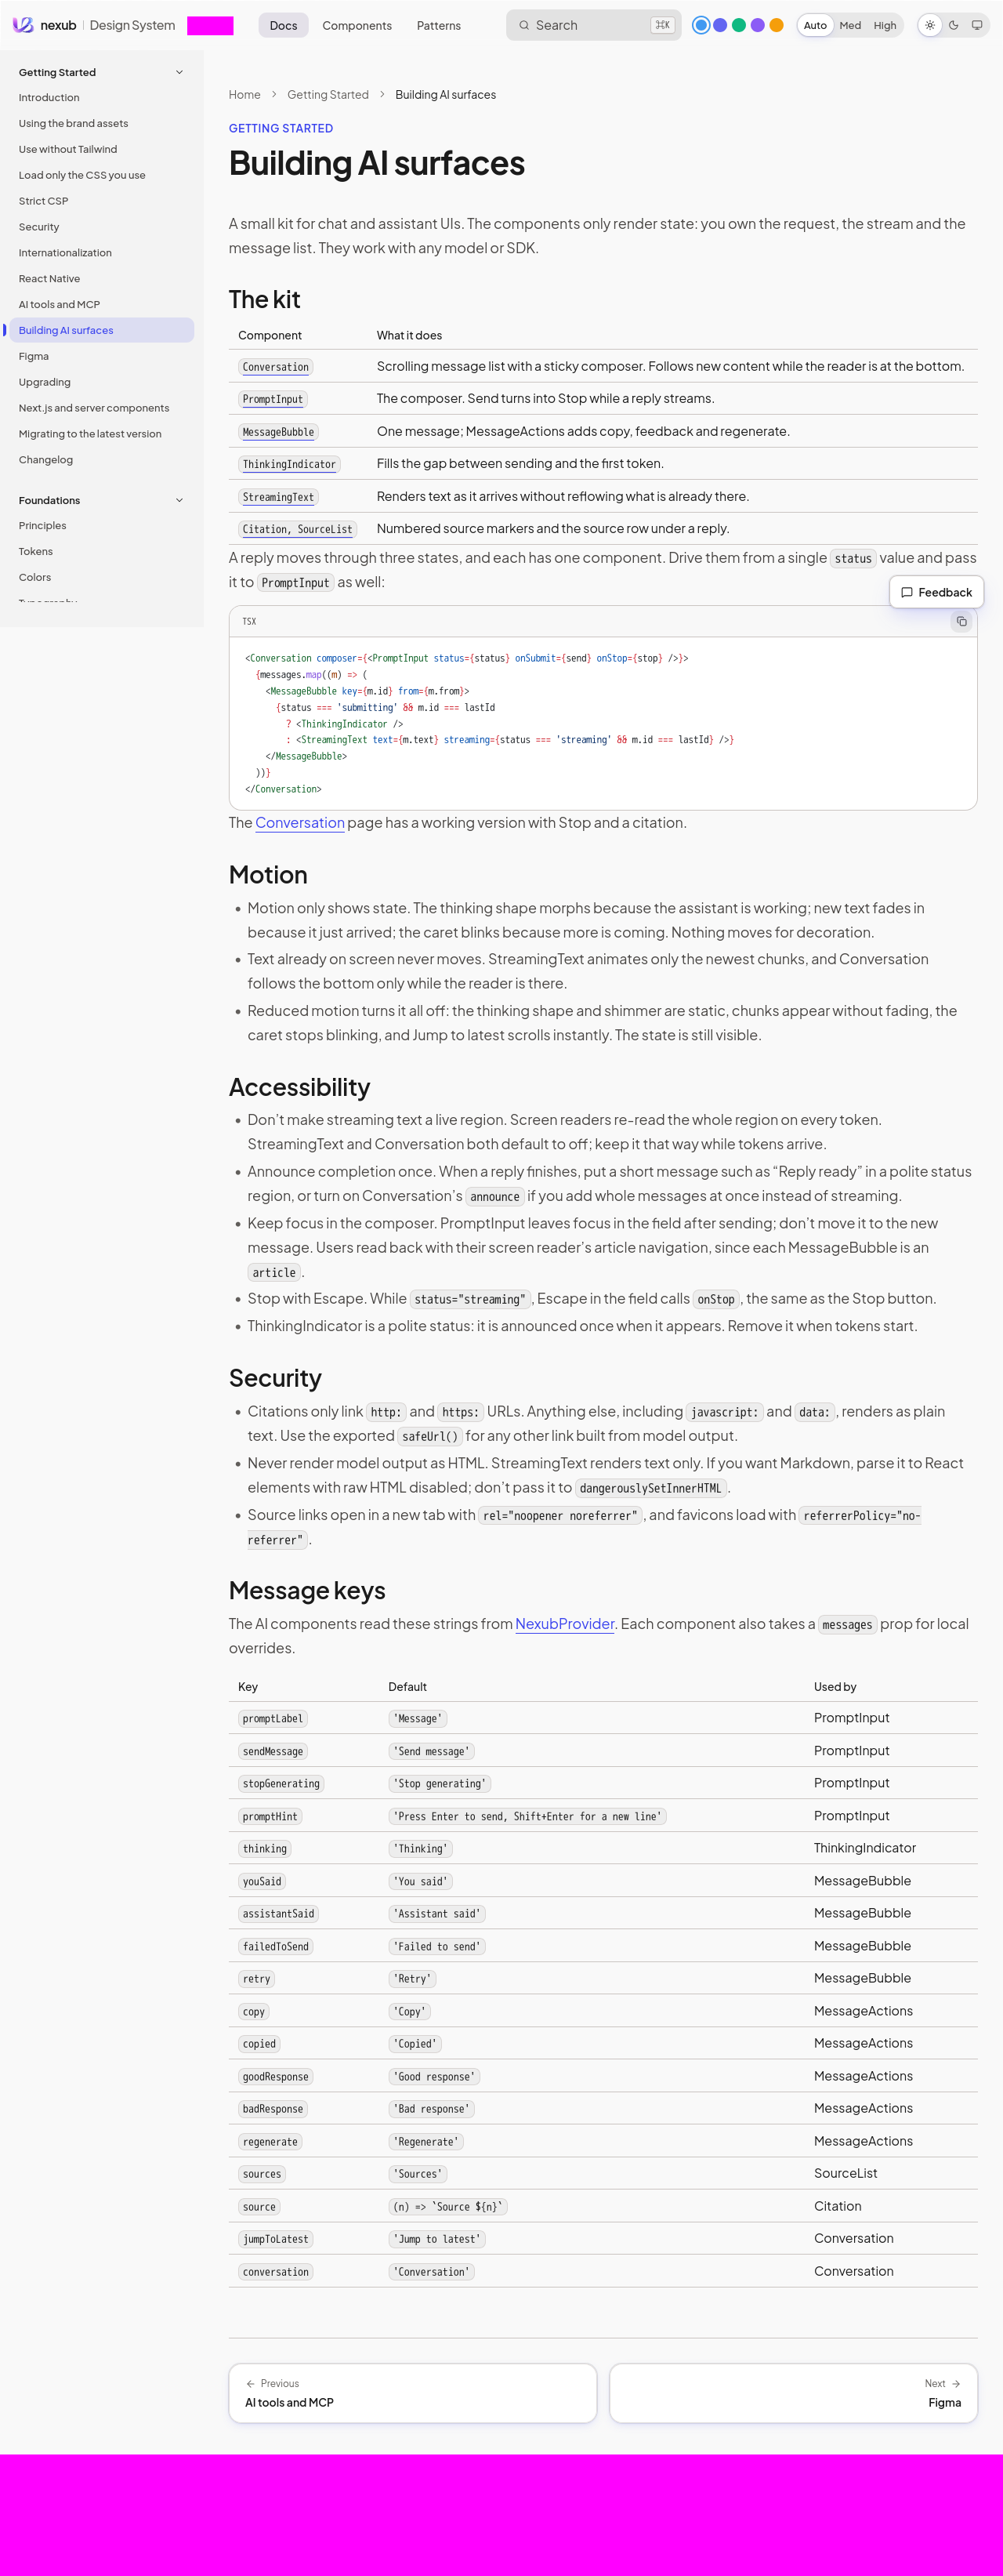 nexub | Design System
Docs
Components
Patterns
Search
⌘K
Auto
Med
High
Getting Started
Introduction
Using the brand assets
Use without Tailwind
Load only the CSS you use
Strict CSP
Security
Internationalization
React Native
AI tools and MCP
Building AI surfaces
Figma
Upgrading
Next.js and server components
Migrating to the latest version
Changelog
Foundations
Principles
Tokens
Colors
Home > Getting Started > Building AI surfaces
GETTING STARTED
Building AI surfaces
A small kit for chat and assistant UIs. The components only render state: you own the request, the stream and the
message list. They work with any model or SDK.
The kit
Component What it does
Conversation Scrolling message list with a sticky composer. Follows new content while the reader is at the bottom.
PromptInput The composer. Send turns into Stop while a reply streams.
MessageBubble One message; MessageActions adds copy, feedback and regenerate.
ThinkingIndicator Fills the gap between sending and the first token.
StreamingText Renders text as it arrives without reflowing what is already there.
Citation, SourceList Numbered source markers and the source row under a reply.
A reply moves through three states, and each has one component. Drive them from a single status value and pass
it to PromptInput as well:
Feedback
TSX
<Conversation composer={<PromptInput status={status} onSubmit={send} onStop={stop} />}>
{messages.map((m) => (
<MessageBubble key={m.id} from={m.from}>
{status === 'submitting' && m.id === lastId
? <ThinkingIndicator />
: <StreamingText text={m.text} streaming={status === 'streaming' && m.id === lastId} />}
</MessageBubble>
))}
</Conversation>
The Conversation page has a working version with Stop and a citation.
Motion
• Motion only shows state. The thinking shape morphs because the assistant is working; new text fades in
because it just arrived; the caret blinks because more is coming. Nothing moves for decoration.
• Text already on screen never moves. StreamingText animates only the newest chunks, and Conversation
follows the bottom only while the reader is there.
• Reduced motion turns it all off: the thinking shape and shimmer are static, chunks appear without fading, the
caret stops blinking, and Jump to latest scrolls instantly. The state is still visible.
Accessibility
• Don’t make streaming text a live region. Screen readers re-read the whole region on every token.
StreamingText and Conversation both default to off; keep it that way while tokens arrive.
• Announce completion once. When a reply finishes, put a short message such as “Reply ready” in a polite status
region, or turn on Conversation’s announce if you add whole messages at once instead of streaming.
• Keep focus in the composer. PromptInput leaves focus in the field after sending; don’t move it to the new
message. Users read back with their screen reader’s article navigation, since each MessageBubble is an
article.
• Stop with Escape. While status="streaming", Escape in the field calls onStop, the same as the Stop button.
• ThinkingIndicator is a polite status: it is announced once when it appears. Remove it when tokens start.
Security
• Citations only link http: and https: URLs. Anything else, including javascript: and data:, renders as plain
text. Use the exported safeUrl() for any other link built from model output.
• Never render model output as HTML. StreamingText renders text only. If you want Markdown, parse it to React
elements with raw HTML disabled; don’t pass it to dangerouslySetInnerHTML.
• Source links open in a new tab with rel="noopener noreferrer", and favicons load with referrerPolicy="no-
referrer".
Message keys
The AI components read these strings from NexubProvider. Each component also takes a messages prop for local
overrides.
Key Default Used by
promptLabel 'Message' PromptInput
sendMessage 'Send message' PromptInput
stopGenerating 'Stop generating' PromptInput
promptHint 'Press Enter to send, Shift+Enter for a new line' PromptInput
thinking 'Thinking' ThinkingIndicator
youSaid 'You said' MessageBubble
assistantSaid 'Assistant said' MessageBubble
failedToSend 'Failed to send' MessageBubble
retry 'Retry' MessageBubble
copy 'Copy' MessageActions
copied 'Copied' MessageActions
goodResponse 'Good response' MessageActions
badResponse 'Bad response' MessageActions
regenerate 'Regenerate' MessageActions
sources 'Sources' SourceList
source (n) => `Source ${n}` Citation
jumpToLatest 'Jump to latest' Conversation
conversation 'Conversation' Conversation
Previous
AI tools and MCP
Next
Figma